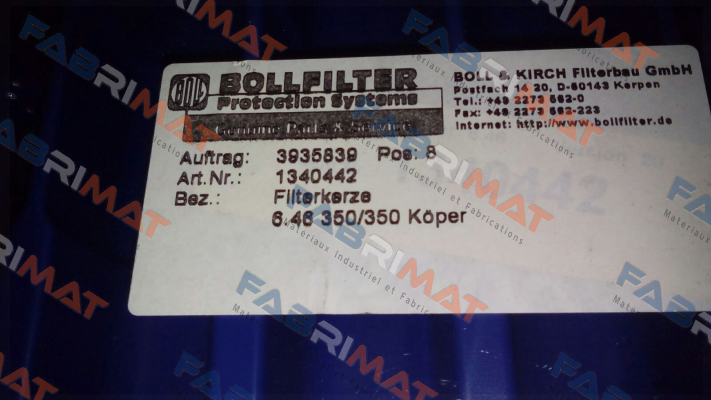 BOLLFILTER
Protection Systems
BOLL & KIRCH Filterbau GmbH
Postfach 14 20, D-50143 Kerpen
Tel.: +49 2273 562-0
Fax: +49 2273 562-223
Internet: http://www.bollfilter.de
Auftrag: 3935839 Pos: 8
Art.Nr.: 1340442
Bez.: Filterkerze
6.46 350/350 Köper
FABRIMAT
Materiaux Industriel et Fabrications